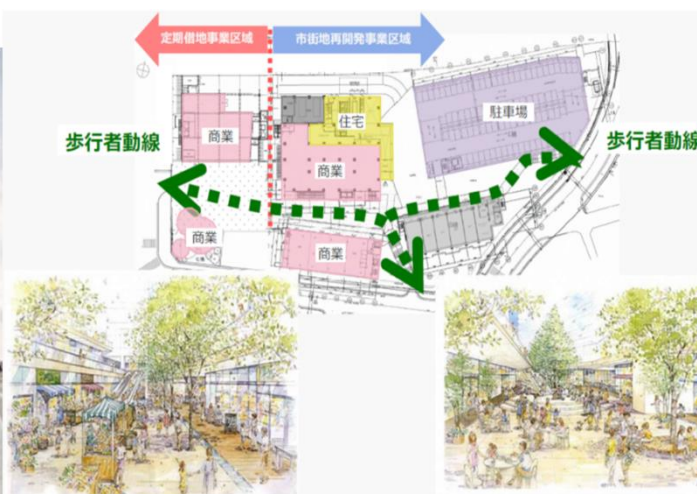 定期借地事業区域
市街地再開発事業区域
住宅
駐車場
商業
歩行者動線
歩行者動線
商業
商業
商業